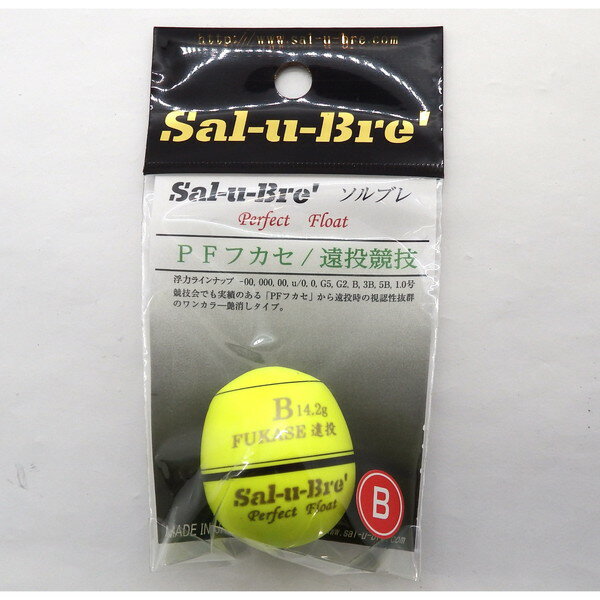 http://www.sal-u-bre.com
Sal-u-Bre'
Sal-u-Bre' ソルブレ
Perfect Float
PFフカセ/遠投競技
浮力ラインナップ -00, 000, 00, u/0, 0, G5, G2, B, 3B, 5B, 1.0号
競技会でも実績のある「PFフカセ」から遠投時の視認性抜群
のワンカラー艶消しタイプ。
B 14.2g
FUKASE 遠投
Sal-u-Bre'
Perfect Float
B
MADE IN
www.sal-u-bre.com